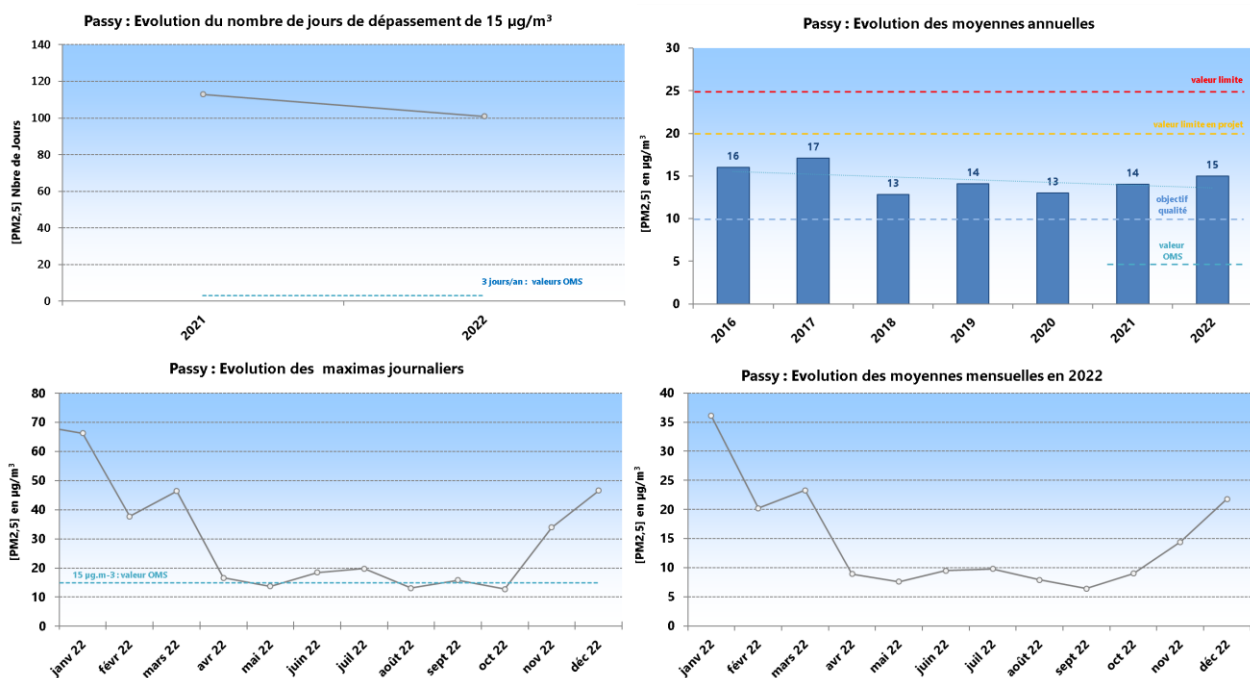 Passy : Evolution du nombre de jours de dépassement de 15 µg/m³
[PM2,5] Nbre de Jours
140
120
100
80
60
40
20
0
3 jours/an : valeurs OMS
2021
2022
Passy : Evolution des moyennes annuelles
[PM2,5] en µg/m³
30
25
20
15
10
5
0
valeur limite
valeur limite en projet
16
17
13
14
13
14
15
objectif
qualité
valeur
OMS
2016
2017
2018
2019
2020
2021
2022
Passy : Evolution des maximas journaliers
[PM2,5] en µg/m³
80
70
60
50
40
30
20
10
0
15 µg.m-3 : valeur OMS
janv 22
févr 22
mars 22
avr 22
mai 22
juin 22
juil 22
août 22
sept 22
oct 22
nov 22
déc 22
Passy : Evolution des moyennes mensuelles en 2022
[PM2,5] en µg/m³
40
35
30
25
20
15
10
5
0
janv 22
févr 22
mars 22
avr 22
mai 22
juin 22
juil 22
août 22
sept 22
oct 22
nov 22
déc 22